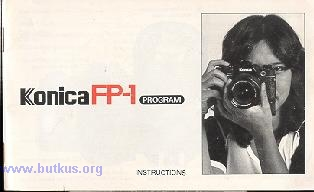 Konica FP-1 PROGRAM
INSTRUCTIONS
www.butkus.org